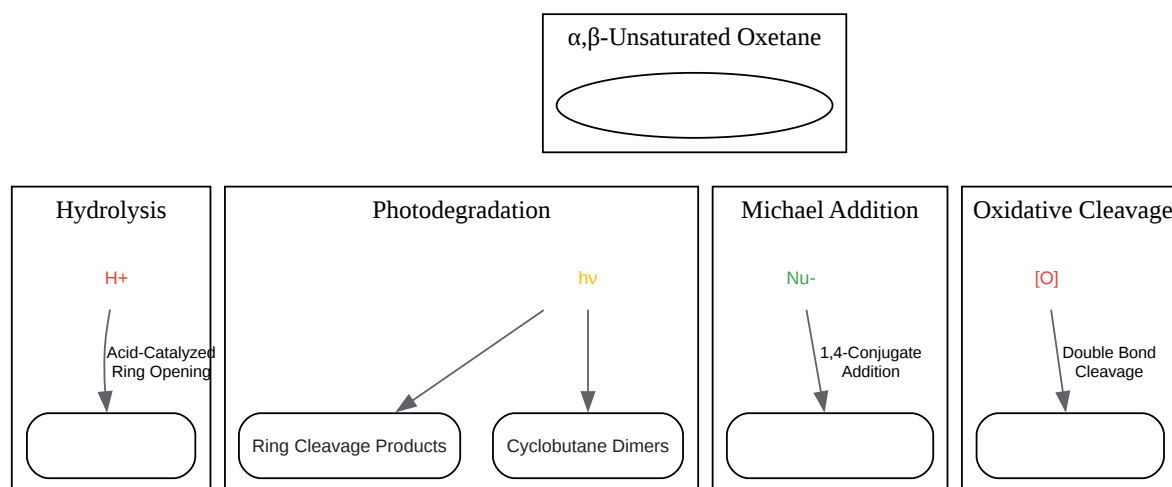 α,β-Unsaturated Oxetane
Hydrolysis
H+
Acid-Catalyzed
Ring Opening
Photodegradation
hν
Ring Cleavage Products
Cyclobutane Dimers
Michael Addition
Nu-
1,4-Conjugate
Addition
Oxidative Cleavage
[O]
Double Bond
Cleavage